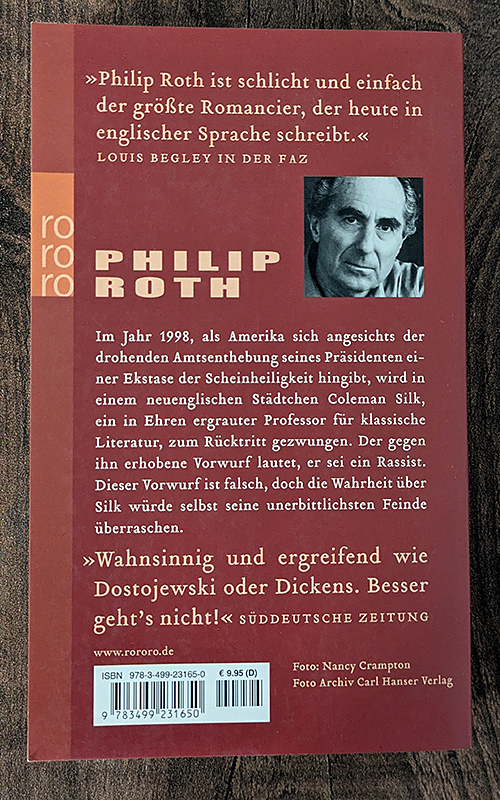 »Philip Roth ist schlicht und einfach
der größte Romancier, der heute in
englischer Sprache schreibt.«
LOUIS BEGLEY IN DER FAZ
ro
ro
ro
PHILIP
ROTH
Im Jahr 1998, als Amerika sich angesichts der
drohenden Amtsenthebung seines Präsidenten ei-
ner Ekstase der Scheinheiligkeit hingibt, wird in
einem neuenglischen Städtchen Coleman Silk,
ein in Ehren ergrauter Professor für klassische
Literatur, zum Rücktritt gezwungen. Der gegen
ihn erhobene Vorwurf lautet, er sei ein Rassist.
Dieser Vorwurf ist falsch, doch die Wahrheit über
Silk würde selbst seine unerbittlichsten Feinde
überraschen.
»Wahnsinnig und ergreifend wie
Dostojewski oder Dickens. Besser
geht's nicht!« SÜDDEUTSCHE ZEITUNG
www.rororo.de
ISBN 978-3-499-23165-0 € 9.95 (D)
9 783499 231650
Foto: Nancy Crampton
Foto Archiv Carl Hanser Verlag